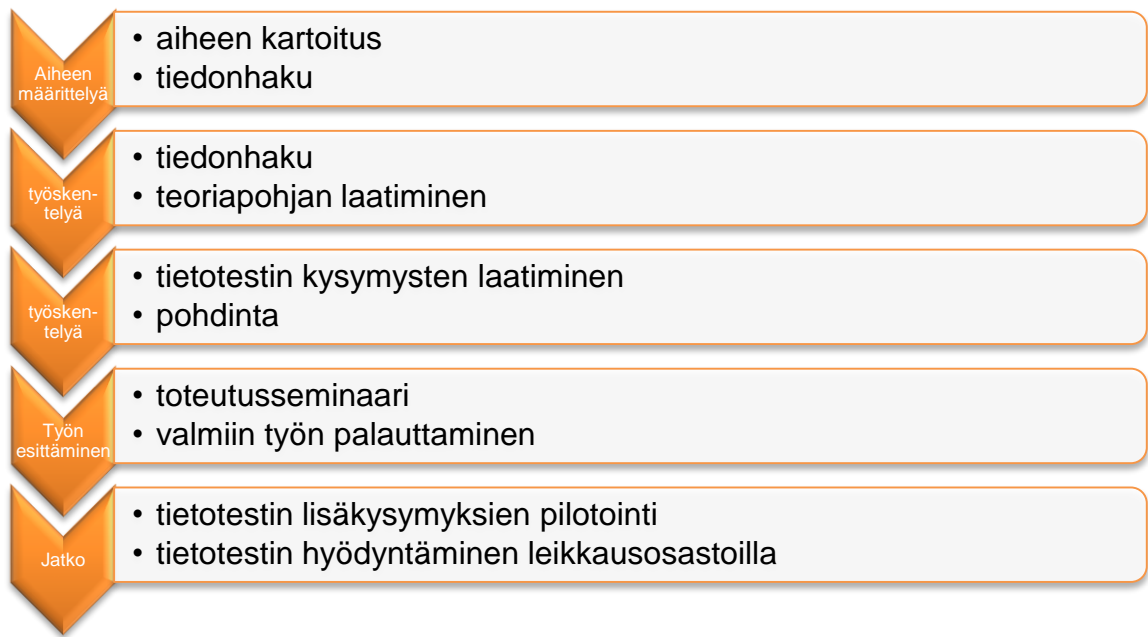 Aiheen
määrittelyä
• aiheen kartoitus
• tiedonhaku
työsken-
telyä
• tiedonhaku
• teoriapohjan laatiminen
työsken-
telyä
• tietotestin kysymysten laatiminen
• pohdinta
Työn
esittäminen
• toteutusseminaari
• valmiin työn palauttaminen
Jatko
• tietotestin lisäkysymyksien pilotointi
• tietotestin hyödyntäminen leikkausosastoilla